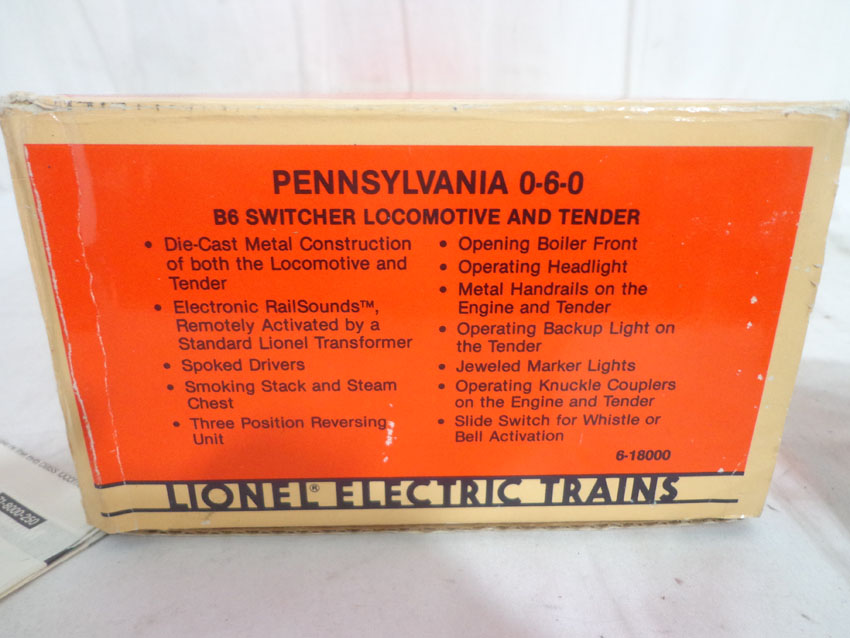 PENNSYLVANIA 0-6-0
B6 SWITCHER LOCOMOTIVE AND TENDER
• Die-Cast Metal Construction
of both the Locomotive and
Tender
• Electronic RailSounds™,
Remotely Activated by a
Standard Lionel Transformer
• Spoked Drivers
• Smoking Stack and Steam
Chest
• Three Position Reversing
Unit
• Opening Boiler Front
• Operating Headlight
• Metal Handrails on the
Engine and Tender
• Operating Backup Light on
the Tender
• Jeweled Marker Lights
• Operating Knuckle Couplers
on the Engine and Tender
• Slide Switch for Whistle or
Bell Activation
6-18000
LIONEL® ELECTRIC TRAINS